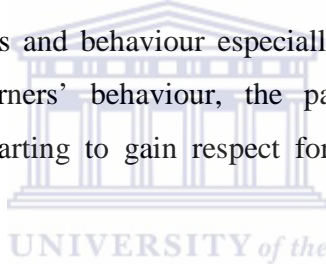 s and behaviour especiall
rners’ behaviour, the pa
arting to gain respect for
UNIVERSITY of the